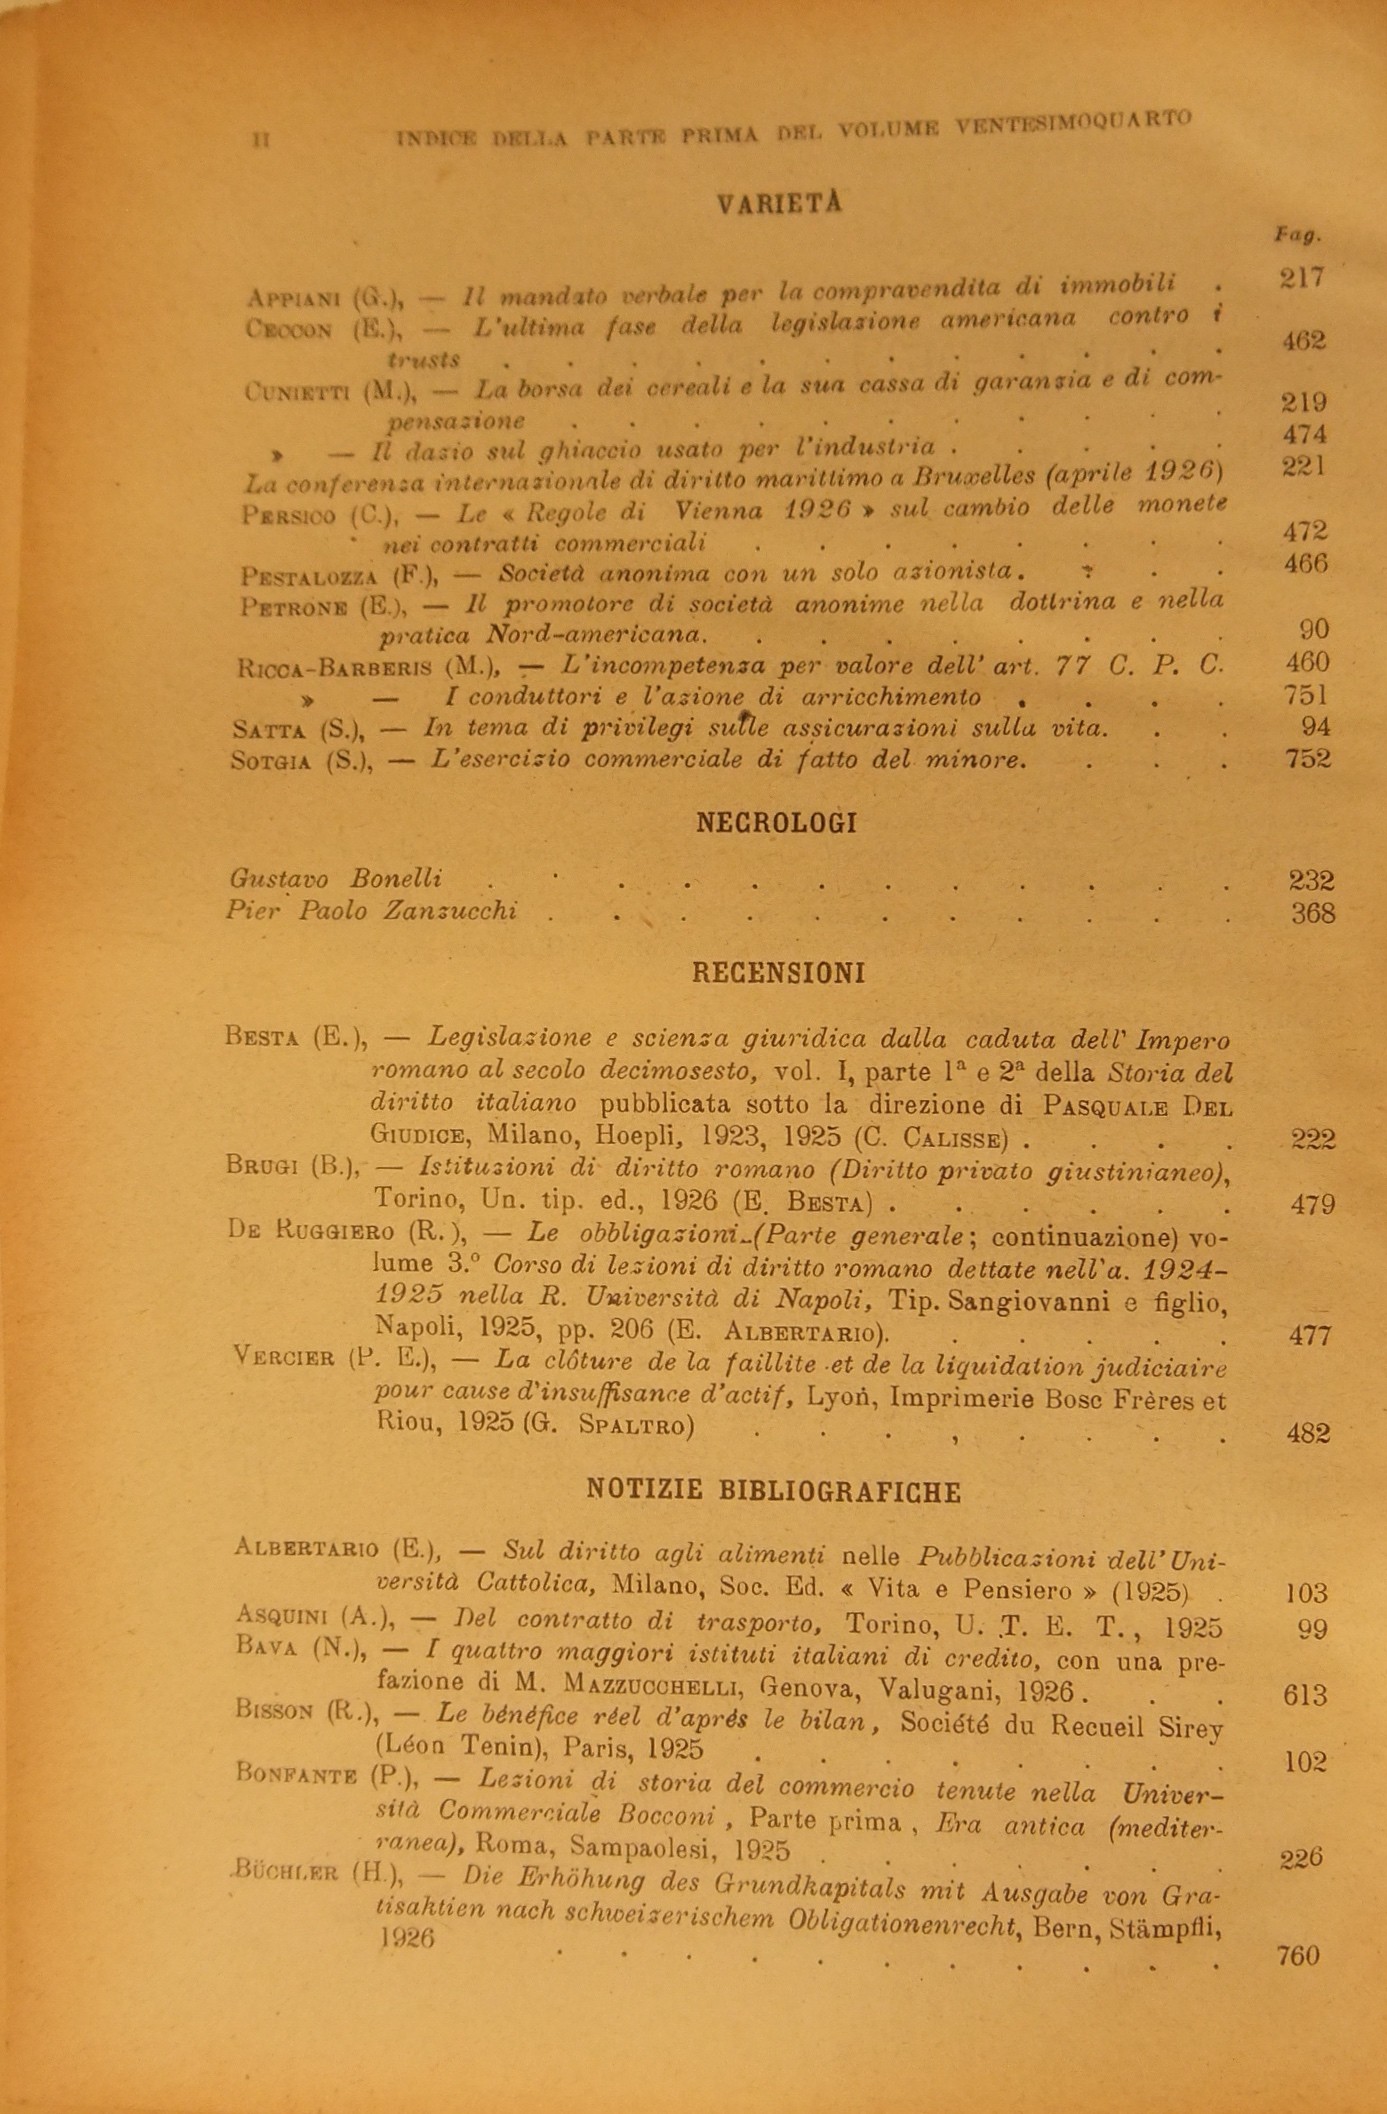 II INDICE DELLA PARTE PRIMA DEL VOLUME VENTESIMOQUARTO
VARIETÀ
Pag.
APPIANI (G.), — Il mandato verbale per la compravendita di immobili . 217
CECCON (E.), — L'ultima fase della legislazione americana contro i
trusts . . . . . . . . . . . . 462
CUNIETTI (M.), — La borsa dei cereali e la sua cassa di garanzia e di com-
pensazione . . . . . . . . . . . 219
» — Il dazio sul ghiaccio usato per l'industria . . . . . 474
La conferenza internazionale di diritto marittimo a Bruxelles (aprile 1926) 221
PERSICO (C.), — Le « Regole di Vienna 1926 » sul cambio delle monete
nei contratti commerciali . . . . . . . . 472
PESTALOZZA (F.), — Società anonima con un solo azionista. . . . 466
PETRONE (E.), — Il promotore di società anonime nella dottrina e nella
pratica Nord-americana. . . . . . . . . 90
RICCA-BARBERIS (M.), — L'incompetenza per valore dell' art. 77 C. P. C. 460
» — I conduttori e l'azione di arricchimento . . . . 751
SATTA (S.), — In tema di privilegi sulle assicurazioni sulla vita. . . 94
SOTGIA (S.), — L'esercizio commerciale di fatto del minore. . . . 752
NECROLOGI
Gustavo Bonelli . . . . . . . . . . . . 232
Pier Paolo Zanzucchi . . . . . . . . . . . 368
RECENSIONI
BESTA (E.), — Legislazione e scienza giuridica dalla caduta dell' Impero
romano al secolo decimosesto, vol. I, parte 1ª e 2ª della Storia del
diritto italiano pubblicata sotto la direzione di PASQUALE DEL
GIUDICE, Milano, Hoepli, 1923, 1925 (C. CALISSE) . . . . 222
BRUGI (B.), — Istituzioni di diritto romano (Diritto privato giustinianeo),
Torino, Un. tip. ed., 1926 (E. BESTA) . . . . . . 479
DE RUGGIERO (R.), — Le obbligazioni (Parte generale; continuazione) vo-
lume 3.º Corso di lezioni di diritto romano dettate nell'a. 1924-
1925 nella R. Università di Napoli, Tip. Sangiovanni e figlio,
Napoli, 1925, pp. 206 (E. ALBERTARIO). . . . . . 477
VERCIER (P. E.), — La clôture de la faillite et de la liquidation judiciaire
pour cause d'insuffisance d'actif, Lyon, Imprimerie Bosc Frères et
Riou, 1925 (G. SPALTRO) . . . , . . . . 482
NOTIZIE BIBLIOGRAFICHE
ALBERTARIO (E.), — Sul diritto agli alimenti nelle Pubblicazioni dell' Uni-
versità Cattolica, Milano, Soc. Ed. « Vita e Pensiero » (1925) . 103
ASQUINI (A.), — Del contratto di trasporto, Torino, U. T. E. T., 1925 99
BAVA (N.), — I quattro maggiori istituti italiani di credito, con una pre-
fazione di M. MAZZUCCHELLI, Genova, Valugani, 1926. . . 613
BISSON (R.), — Le bénéfice réel d'aprés le bilan, Société du Recueil Sirey
(Léon Tenin), Paris, 1925 . . . . . . . . 102
BONFANTE (P.), — Lezioni di storia del commercio tenute nella Univer-
sità Commerciale Bocconi, Parte prima, Era antica (mediter-
ranea), Roma, Sampaolesi, 1925 . . . . . . . 226
BÜCHLER (H.), — Die Erhöhung des Grundkapitals mit Ausgabe von Gra-
tisaktien nach schweizerischem Obligationenrecht, Bern, Stämpfli,
1926 . . . . . . . . . . . 760